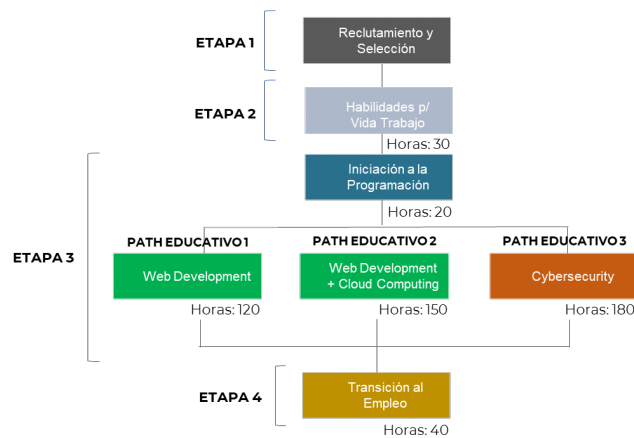 ETAPA 1
Reclutamiento y
Selección
ETAPA 2
Habilidades p/
Vida Trabajo
Horas: 30
Iniciación a la
Programación
Horas: 20
ETAPA 3
PATH EDUCATIVO 1
Web Development
Horas: 120
PATH EDUCATIVO 2
Web Development
+ Cloud Computing
Horas: 150
PATH EDUCATIVO 3
Cybersecurity
Horas: 180
ETAPA 4
Transición al
Empleo
Horas: 40